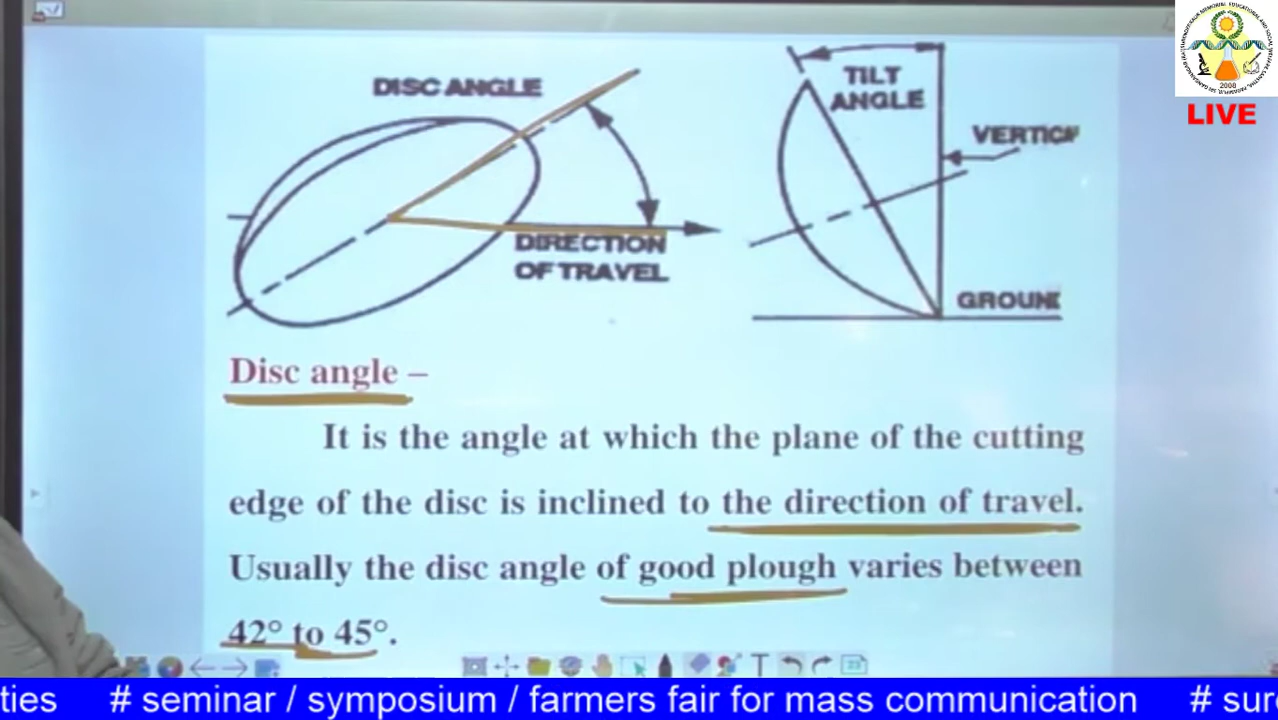 DISC ANGLE
DIRECTION
OF TRAVEL
TILT
ANGLE
VERTICA
GROUND
2008
LIVE
Disc angle –
It is the angle at which the plane of the cutting
edge of the disc is inclined to the direction of travel.
Usually the disc angle of good plough varies between
42° to 45°.
ties # seminar / symposium / farmers fair for mass communication # sur